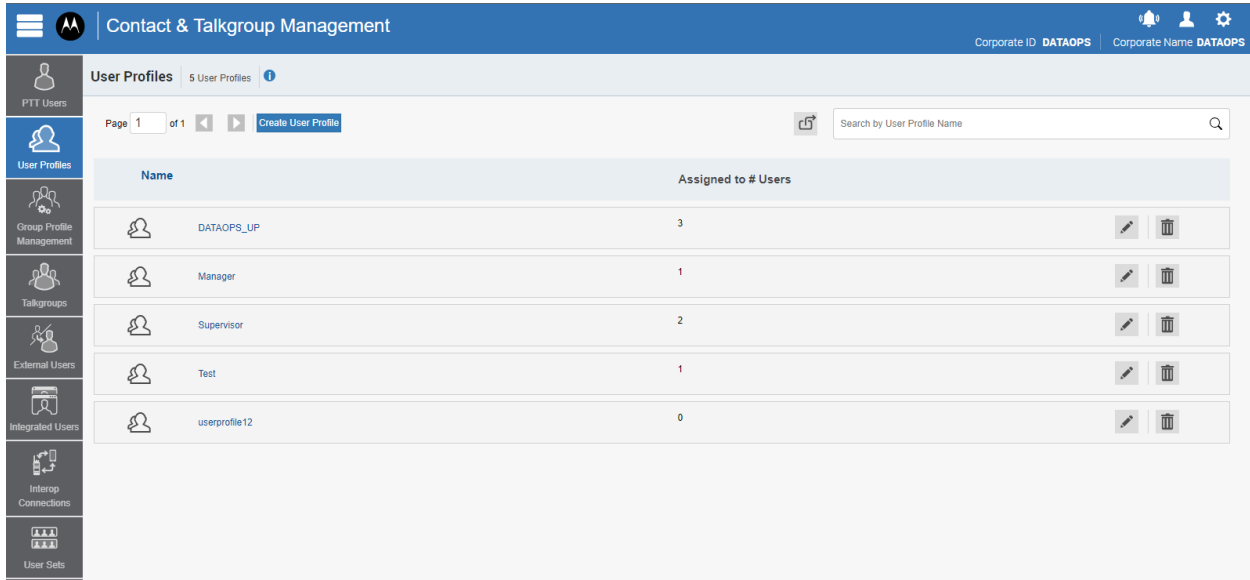 Contact & Talkgroup Management
Corporate ID DATAOPS
Corporate Name DATAOPS
PTT Users
User Profiles
Group Profile
Management
Talkgroups
External Users
Integrated Users
Interop
Connections
User Sets
User Profiles
5 User Profiles
Page 1 of 1
Create User Profile
Search by User Profile Name
Name Assigned to # Users
DATAOPS_UP 3
Manager 1
Supervisor 2
Test 1
userprofile12 0